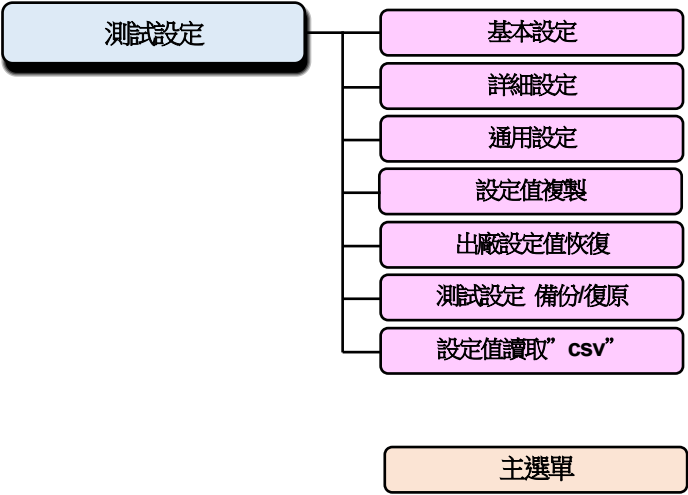 測試設定
基本設定
詳細設定
通用設定
設定值複製
出廠設定值恢復
測試設定 備份/復原
設定值讀取”csv”
主選單